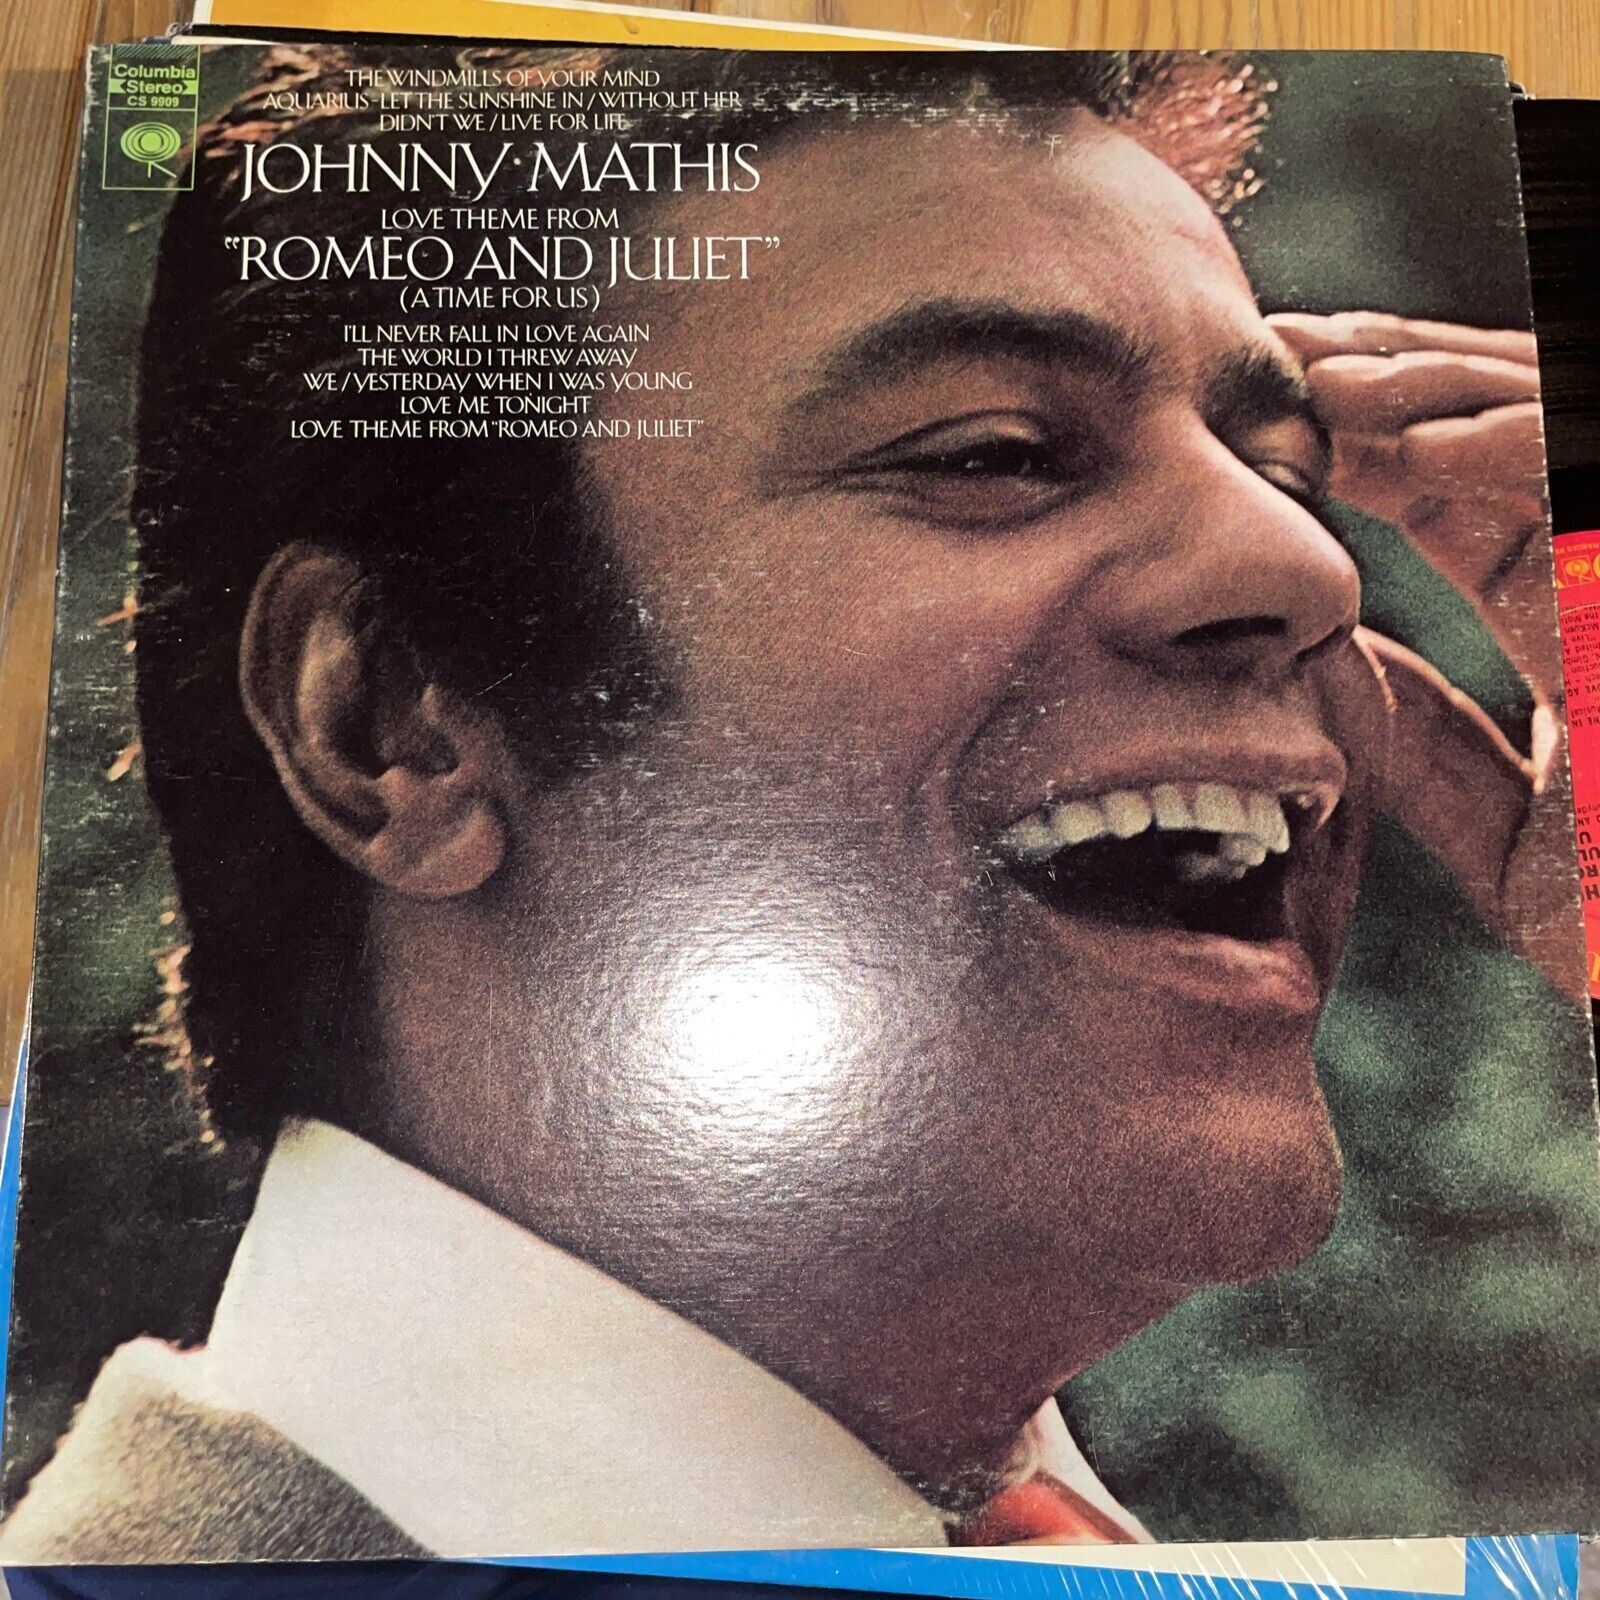 Columbia
Stereo
CS 9909
THE WINDMILLS OF YOUR MIND
AQUARIUS-LET THE SUNSHINE IN/WITHOUT HER
DIDN'T WE/LIVE FOR LIFE
JOHNNY MATHIS
LOVE THEME FROM
"ROMEO AND JULIET"
(A TIME FOR US)
I'LL NEVER FALL IN LOVE AGAIN
THE WORLD I THREW AWAY
WE/YESTERDAY WHEN I WAS YOUNG
LOVE ME TONIGHT
LOVE THEME FROM "ROMEO AND JULIET"